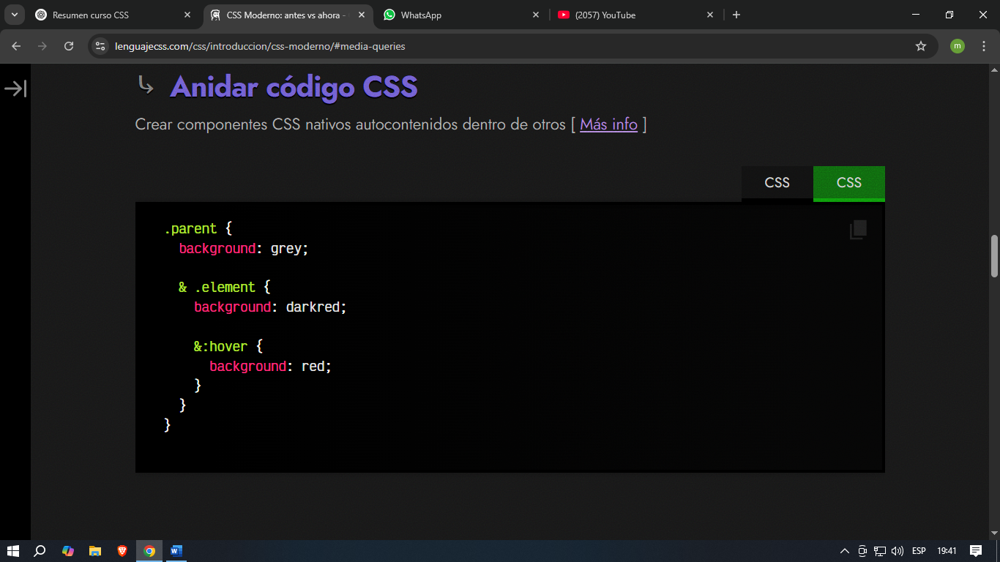 Resumen curso CSS
CSS Moderno: antes vs ahora -
WhatsApp
(2057) YouTube
lenguajecss.com/css/introduccion/css-moderno/#media-queries
m
Anidar código CSS
Crear componentes CSS nativos autocontenidos dentro de otros [ Más info ]
CSS
CSS
.parent {
  background: grey;
  & .element {
    background: darkred;
    &:hover {
      background: red;
    }
  }
}
W
ESP
19:41